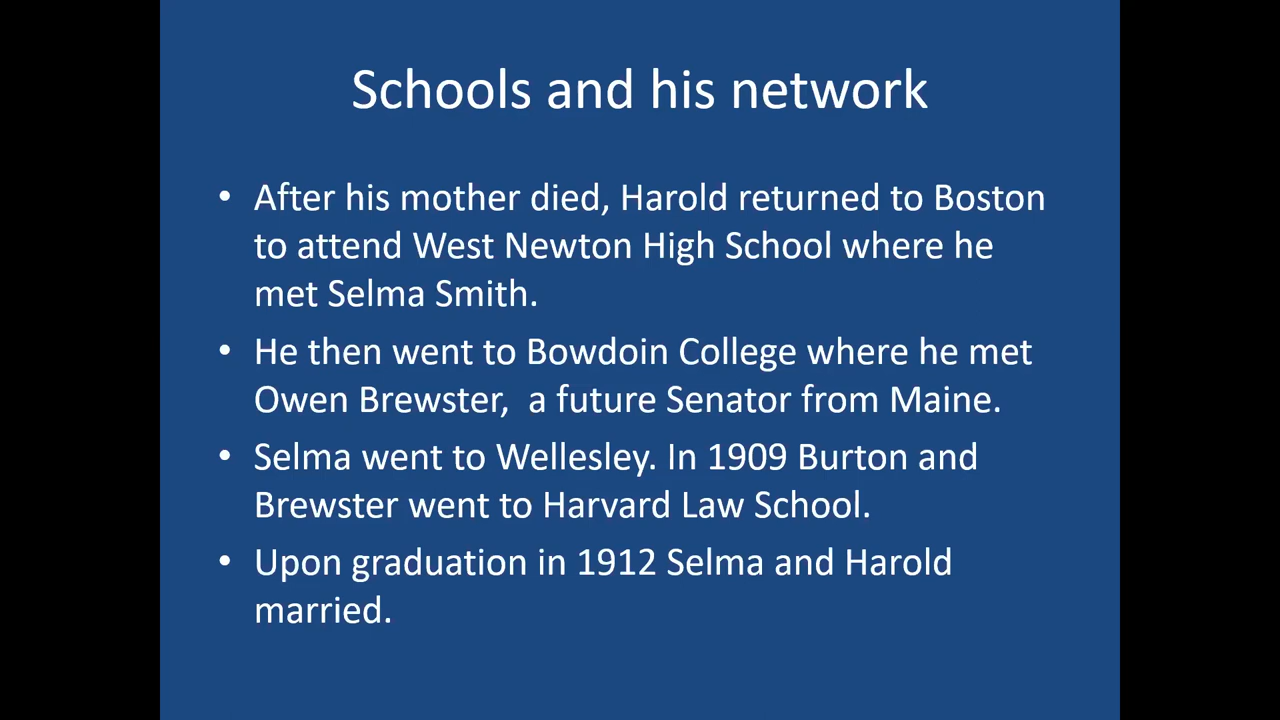 Schools and his network
• After his mother died, Harold returned to Boston
to attend West Newton High School where he
met Selma Smith.
• He then went to Bowdoin College where he met
Owen Brewster,  a future Senator from Maine.
• Selma went to Wellesley. In 1909 Burton and
Brewster went to Harvard Law School.
• Upon graduation in 1912 Selma and Harold
married.